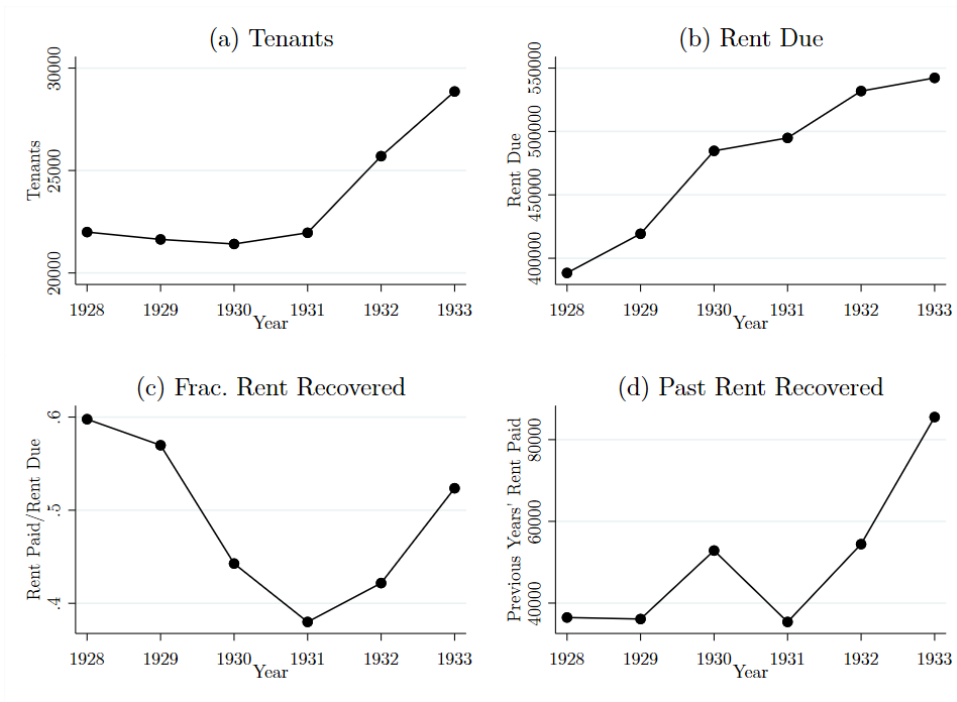 (a) Tenants
Tenants
30000
25000
20000
1928 1929 1930 1931 1932 1933
Year
(b) Rent Due
Rent Due
550000
500000
450000
400000
1928 1929 1930 1931 1932 1933
Year
(c) Frac. Rent Recovered
Rent Paid/Rent Due
.6
.5
.4
1928 1929 1930 1931 1932 1933
Year
(d) Past Rent Recovered
Previous Years' Rent Paid
80000
60000
40000
1928 1929 1930 1931 1932 1933
Year